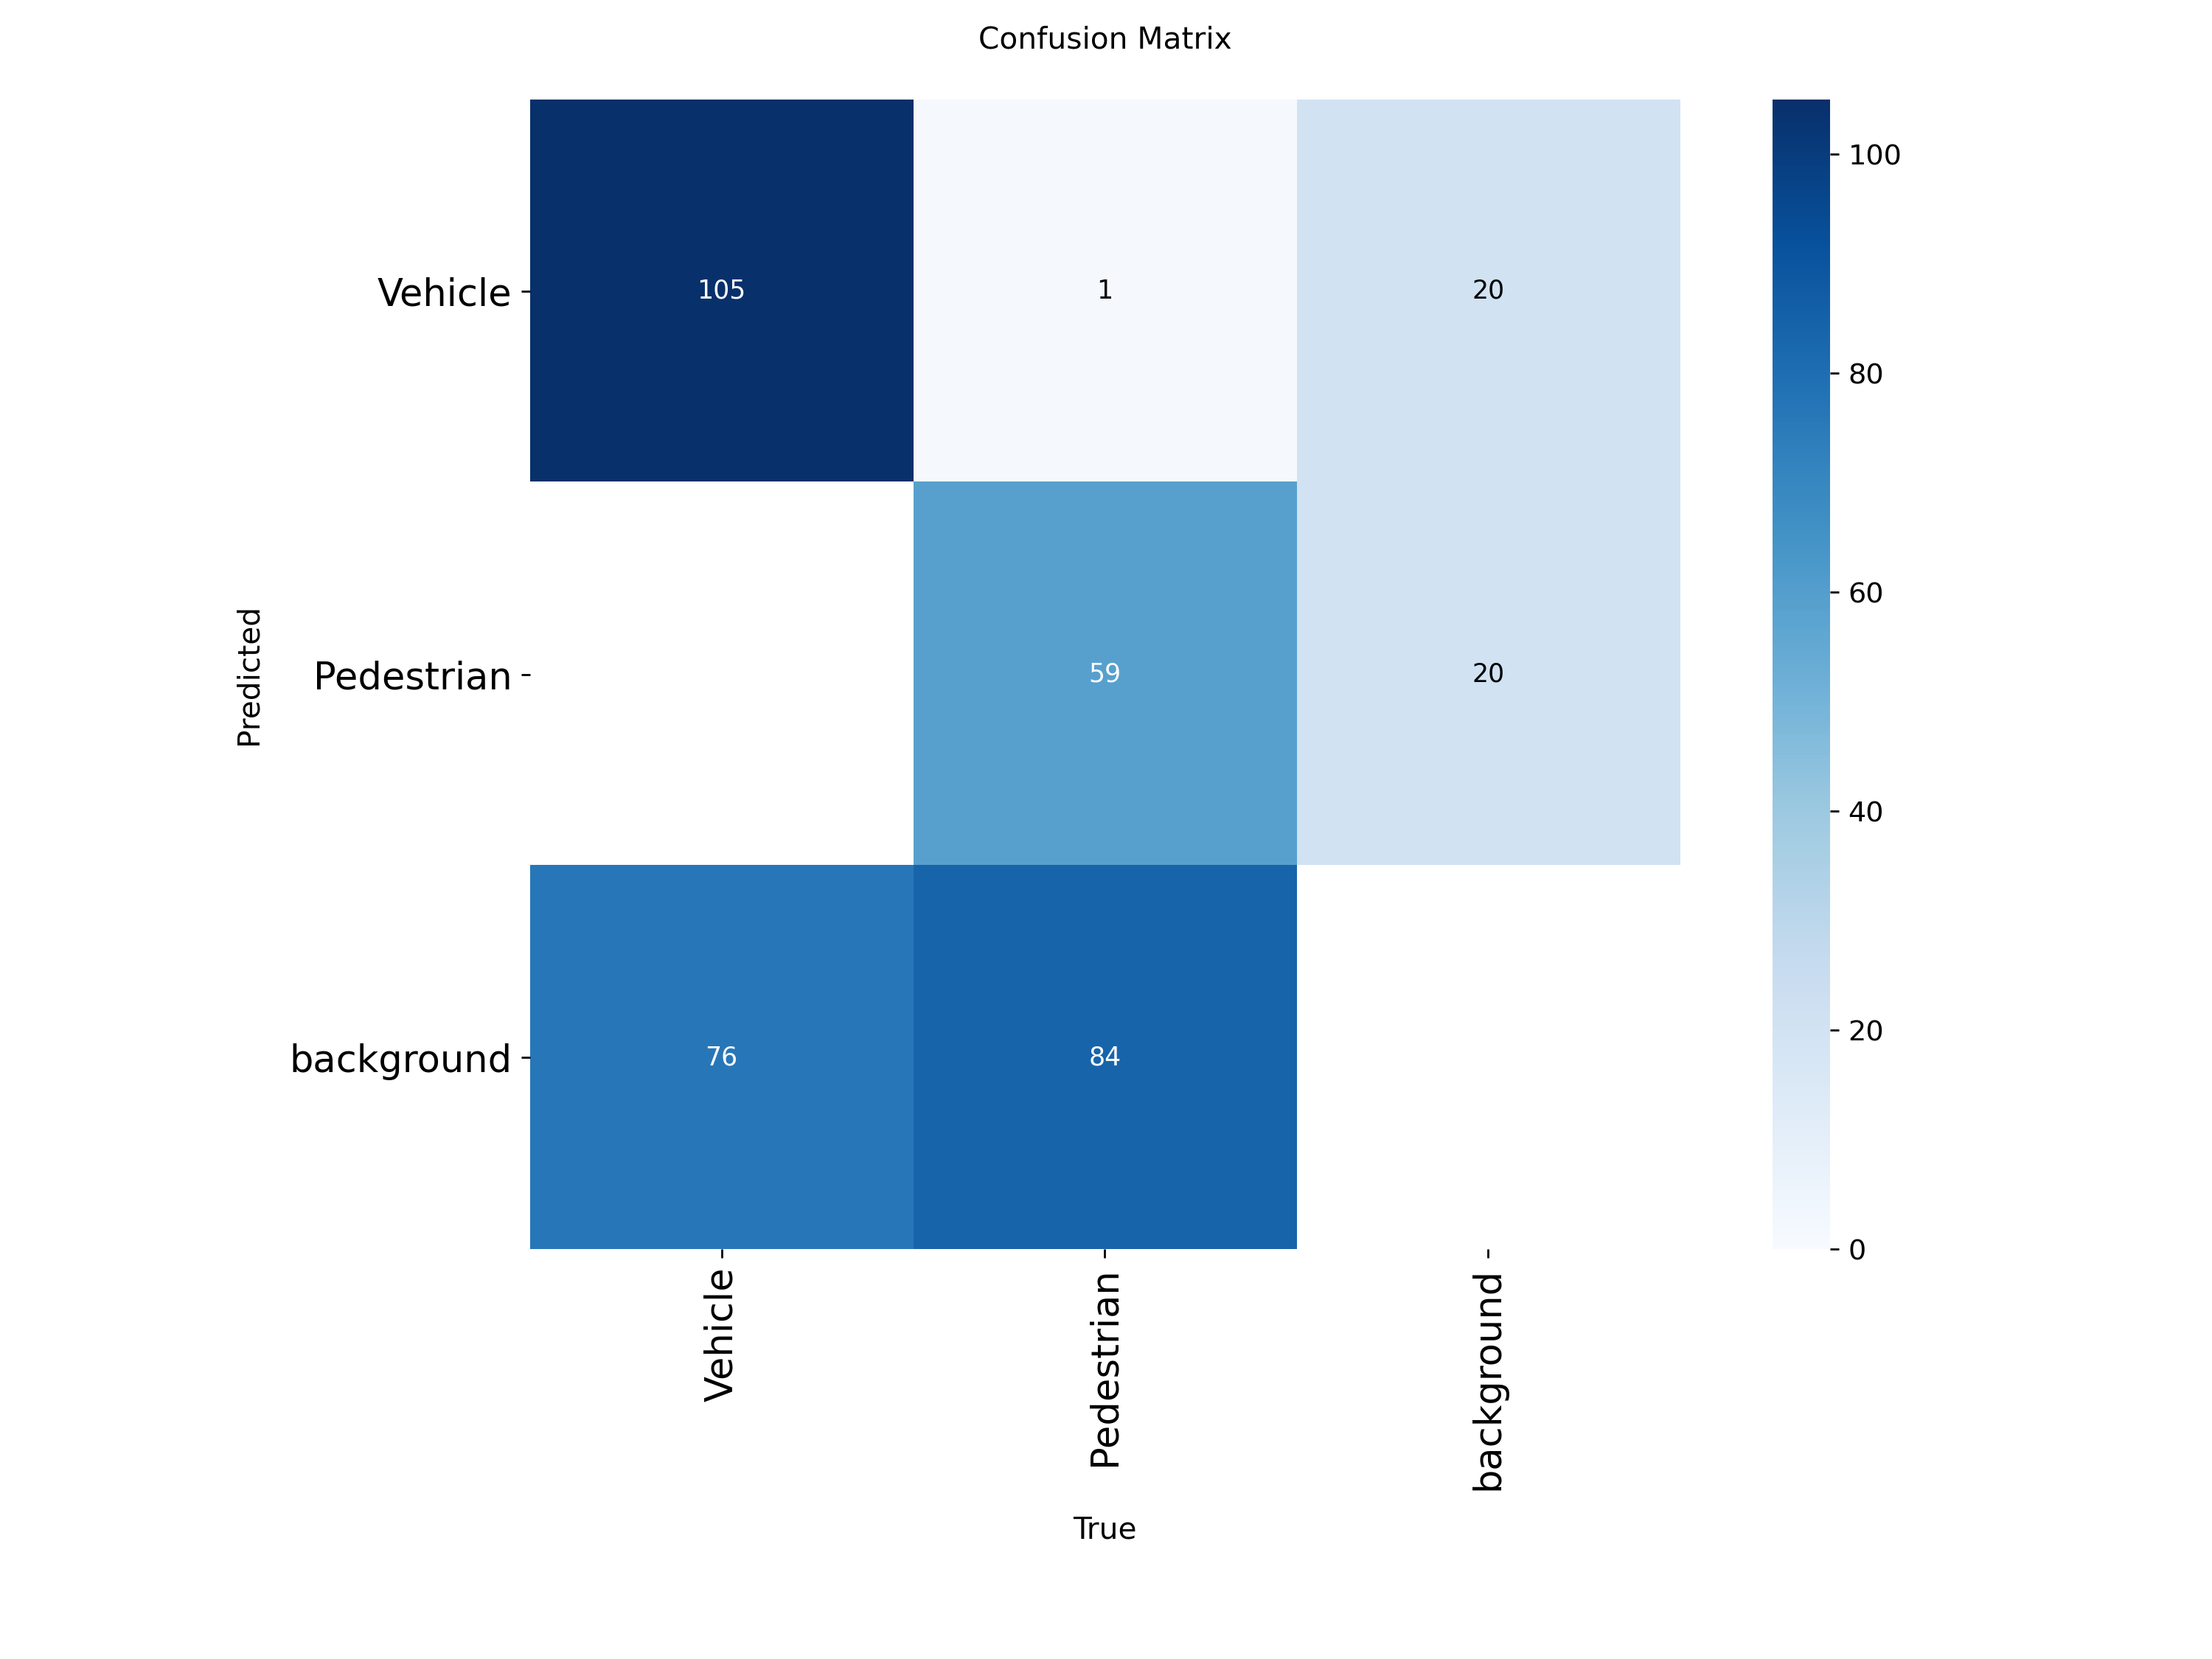 Confusion Matrix
Vehicle
105
1
20
Pedestrian
59
20
background
76
84
Predicted
Vehicle
Pedestrian
background
True
100
80
60
40
20
0